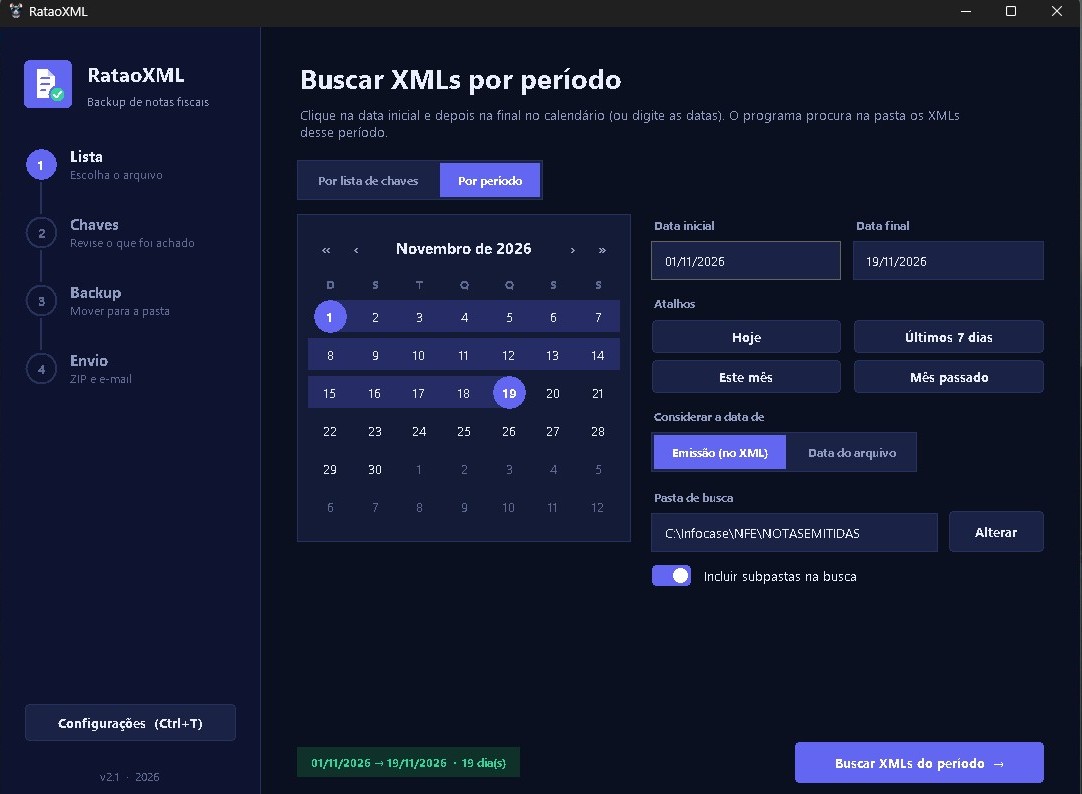 RataoXML
RataoXML
Backup de notas fiscais
1
Lista
Escolha o arquivo
2
Chaves
Revise o que foi achado
3
Backup
Mover para a pasta
4
Envio
ZIP e e-mail
Configurações (Ctrl+T)
v2.1 · 2026
Buscar XMLs por período
Clique na data inicial e depois na final no calendário (ou digite as datas). O programa procura na pasta os XMLs
desse período.
Por lista de chaves Por período
« ‹ Novembro de 2026 › »
D S T Q Q S S
1 2 3 4 5 6 7
8 9 10 11 12 13 14
15 16 17 18 19 20 21
22 23 24 25 26 27 28
29 30 1 2 3 4 5
6 7 8 9 10 11 12
Data inicial Data final
01/11/2026 19/11/2026
Atalhos
Hoje Últimos 7 dias
Este mês Mês passado
Considerar a data de
Emissão (no XML) Data do arquivo
Pasta de busca
C:\Infocase\NFE\NOTASEMITIDAS Alterar
Incluir subpastas na busca
01/11/2026 → 19/11/2026 · 19 dia(s)
Buscar XMLs do período →